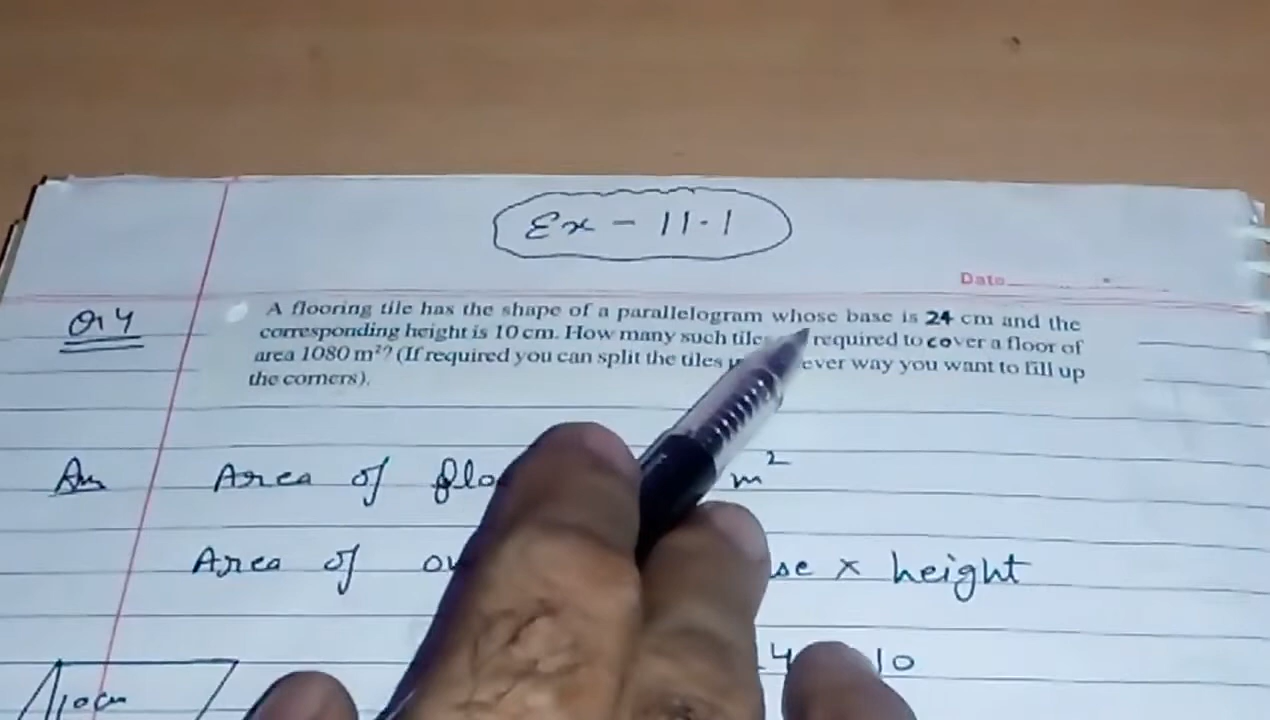 Ex - 11.1
Date
Qr 4
A flooring tile has the shape of a parallelogram whose base is 24 cm and the
corresponding height is 10 cm. How many such tiles required to cover a floor of
area 1080 m²? (If required you can split the tiles ever way you want to fill up
the corners).
An Area of flo m²
Area of se × height
4 10
10cm